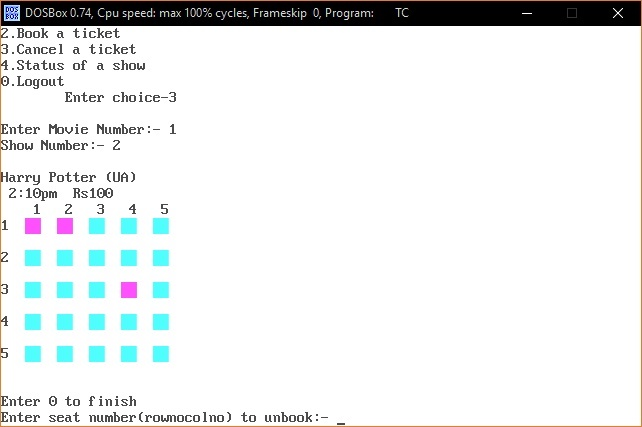 DOSBox 0.74, Cpu speed: max 100% cycles, Frameskip 0, Program: TC
2.Book a ticket
3.Cancel a ticket
4.Status of a show
0.Logout
Enter choice-3
Enter Movie Number:- 1
Show Number:- 2
Harry Potter (UA)
2:10pm Rs100
1 2 3 4 5
1
2
3
4
5
Enter 0 to finish
Enter seat number(rownocolno) to unbook:- _